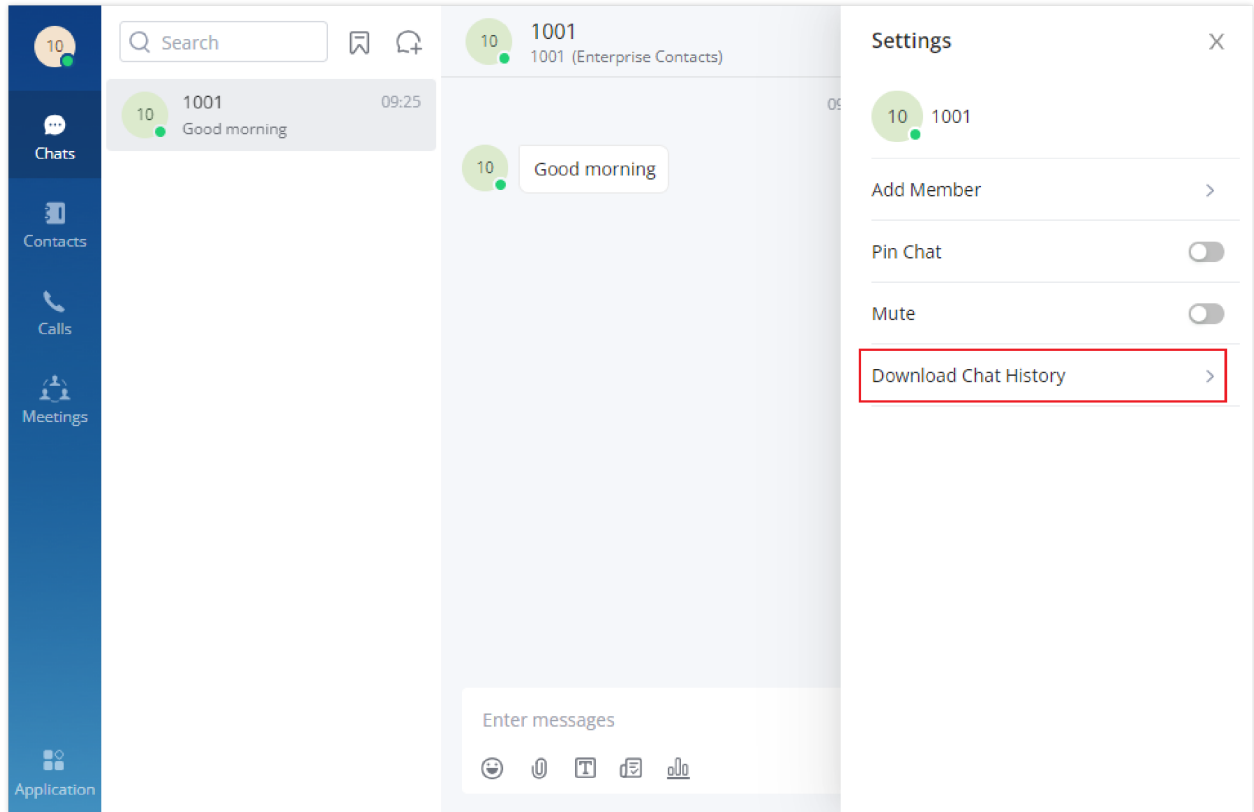 10
Chats
Contacts
Calls
Meetings
Application
Search
10
1001
09:25
Good morning
10
1001
1001 (Enterprise Contacts)
10
Good morning
Enter messages
Settings
10
1001
Add Member
Pin Chat
Mute
Download Chat History